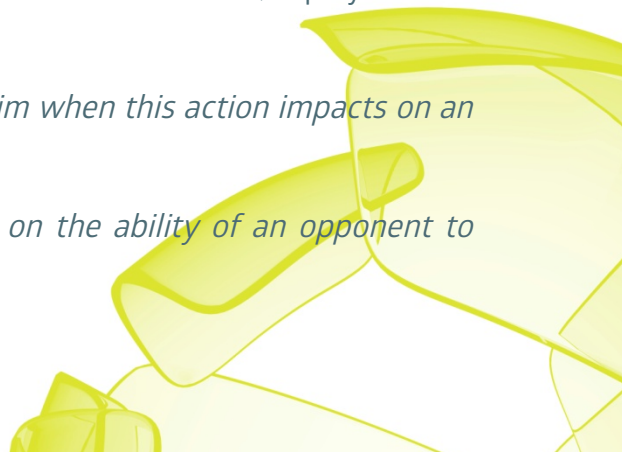 im when this action impacts on an
on the ability of an opponent to